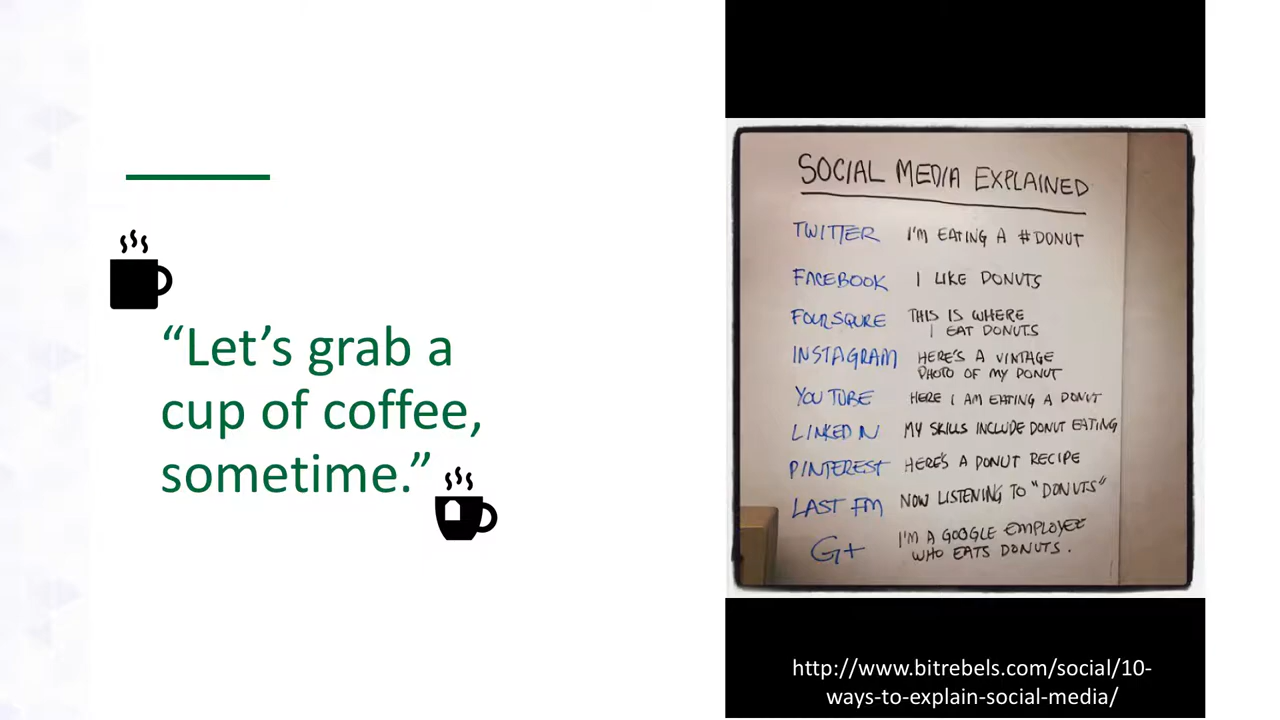 “Let’s grab a
cup of coffee,
sometime.”
SOCIAL MEDIA EXPLAINED
TWITTER I'M EATING A #DONUT
FACEBOOK I LIKE DONUTS
FOURSQURE THIS IS WHERE
I EAT DONUTS
INSTAGRAM HERE'S A VINTAGE
PHOTO OF MY DONUT
YOU TUBE HERE I AM EATING A DONUT
LINKED IN MY SKILLS INCLUDE DONUT EATING
PINTEREST HERE'S A DONUT RECIPE
LAST FM NOW LISTENING TO "DONUTS"
G+ I'M A GOOGLE EMPLOYEE
WHO EATS DONUTS.
http://www.bitrebels.com/social/10-
ways-to-explain-social-media/